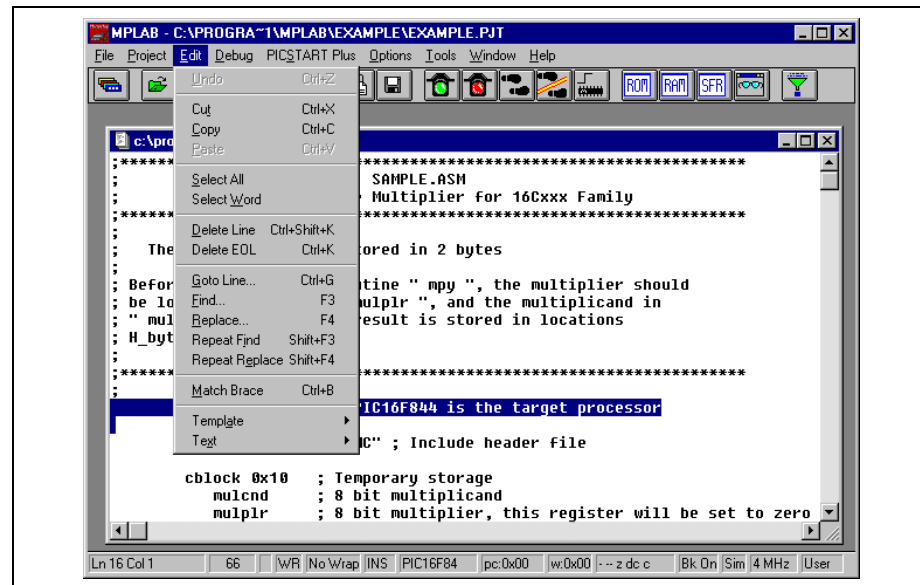 MPLAB - C:\PROGRA~1\MPLAB\EXAMPLE\EXAMPLE.PJT
File Project Edit Debug PICSTART Plus Options Tools Window Help
ROM RAM SFR
Undo Ctrl+Z
Cut Ctrl+X
Copy Ctrl+C
Paste Ctrl+V
Select All
Select Word
Delete Line Ctrl+Shift+K
Delete EOL Ctrl+K
Goto Line... Ctrl+G
Find... F3
Replace... F4
Repeat Find Shift+F3
Repeat Replace Shift+F4
Match Brace Ctrl+B
Template
Text
c:\pro
;***** **********************************************
; SAMPLE.ASM
; Multiplier for 16Cxxx Family
;***** **********************************************
;
; The ored in 2 bytes
;
; Befor tine " mpy ", the multiplier should
; be lo ulplr ", and the multiplicand in
; " mul esult is stored in locations
; H_byt
;
;***** **********************************************
;
PIC16F844 is the target processor
NC" ; Include header file
cblock 0x10 ; Temporary storage
mulcnd ; 8 bit multiplicand
mulplr ; 8 bit multiplier, this register will be set to zero
Ln 16 Col 1 66 WR No Wrap INS PIC16F84 pc:0x00 w:0x00 - -- z dc c Bk On Sim 4 MHz User